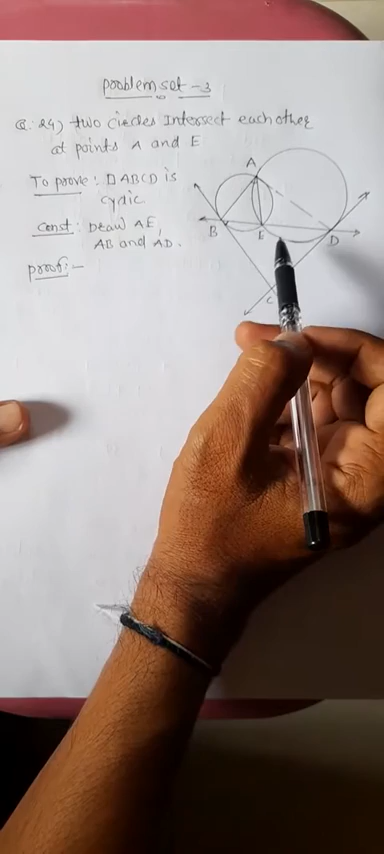 problem set - 3
Q. 24) two circles Intersect each other
at points A and E
To prove : □ ABCD is
cyclic
const : Draw AE,
AB and AD.
proof :-
A
B
E
D
C